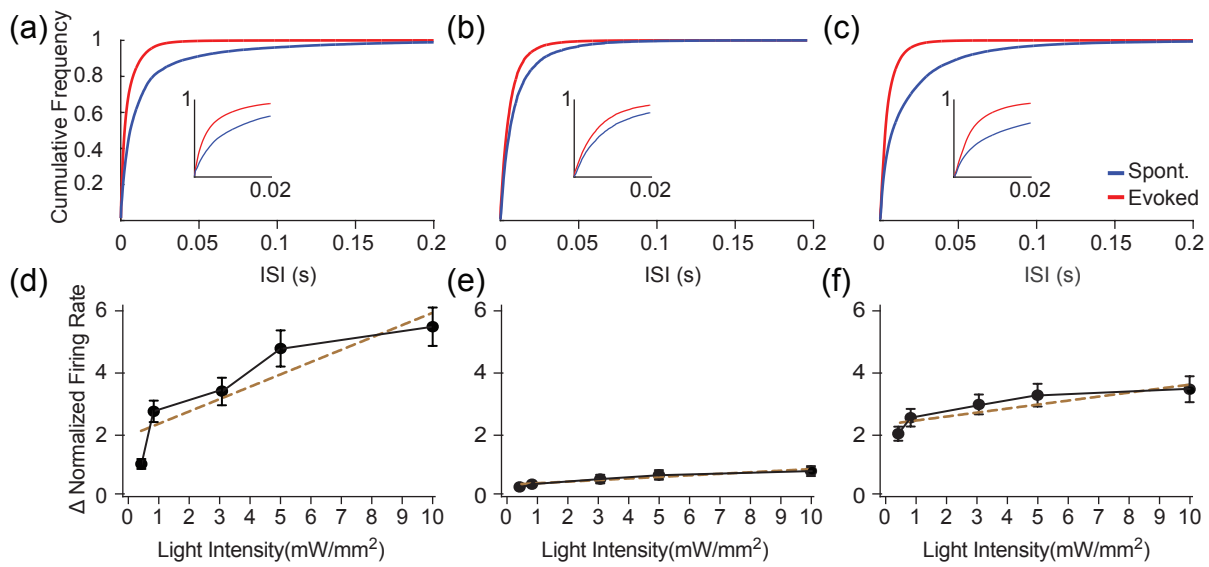 (a) (b) (c)
Cumulative Frequency
1
0.8
0.6
0.4
0.2
1
0.02
1
0.02
1
0.02
Spont.
Evoked
0 0.05 0.1 0.15 0.2
0 0.05 0.1 0.15 0.2
0 0.05 0.1 0.15 0.2
ISI (s) ISI (s) ISI (s)
(d) (e) (f)
Δ Normalized Firing Rate
6
4
2
0
6
4
2
0
6
4
2
0
0 1 2 3 4 5 6 7 8 9 10
0 1 2 3 4 5 6 7 8 9 10
0 1 2 3 4 5 6 7 8 9 10
Light Intensity(mW/mm²) Light Intensity(mW/mm²) Light Intensity(mW/mm²)